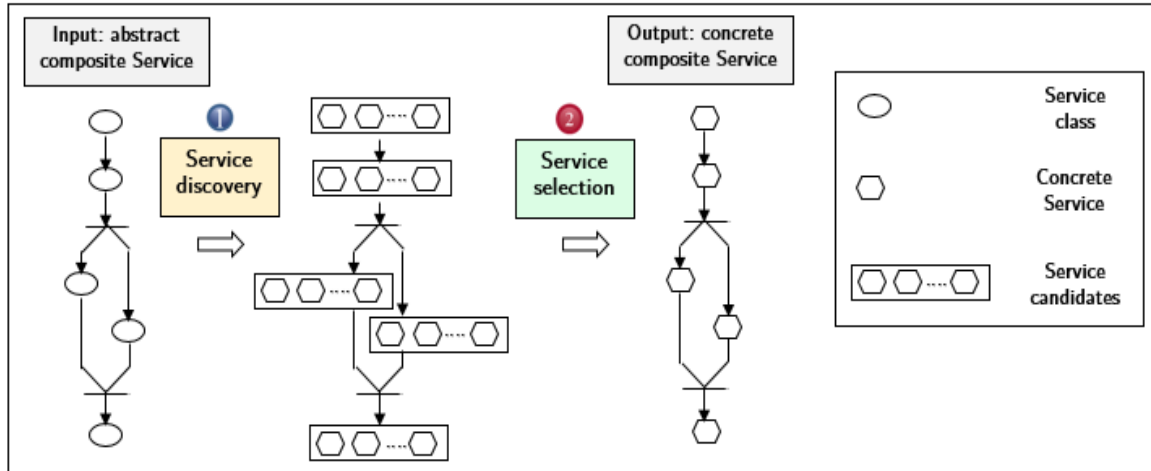 Input: abstract
composite Service
Output: concrete
composite Service
1
Service
discovery
2
Service
selection
Service
class
Concrete
Service
Service
candidates